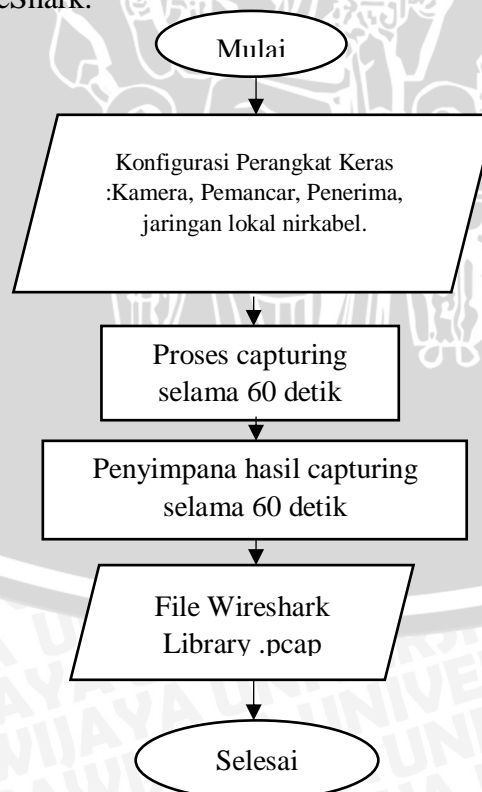 Mulai
Konfigurasi Perangkat Keras
:Kamera, Pemancar, Penerima,
jaringan lokal nirkabel.
Proses capturing
selama 60 detik
Penyimpana hasil capturing
selama 60 detik
File Wireshark
Library .pcap
Selesai